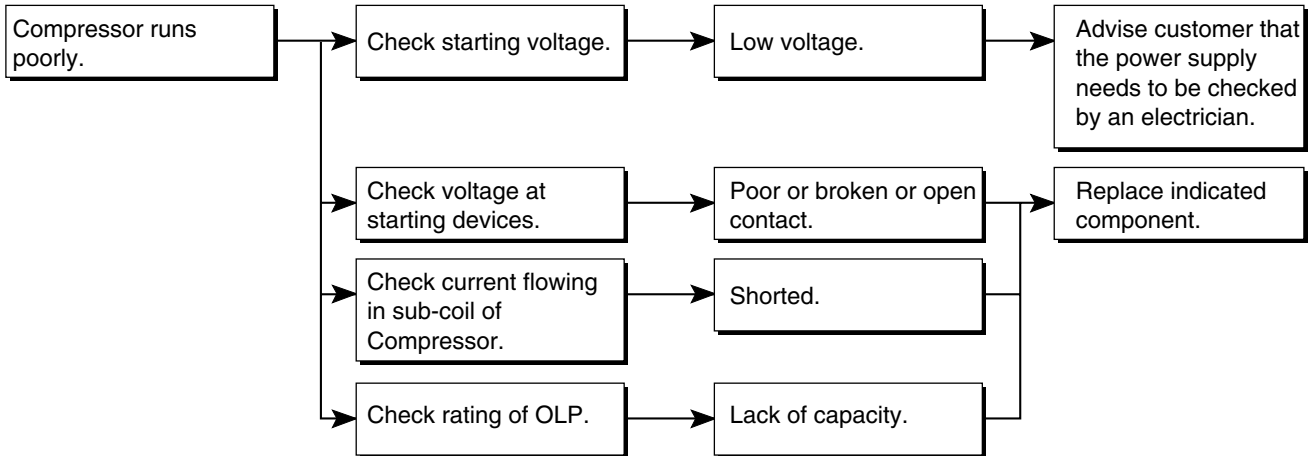 Compressor runs
poorly.
Check starting voltage.
Low voltage.
Advise customer that
the power supply
needs to be checked
by an electrician.
Check voltage at
starting devices.
Poor or broken or open
contact.
Replace indicated
component.
Check current flowing
in sub-coil of
Compressor.
Shorted.
Check rating of OLP.
Lack of capacity.